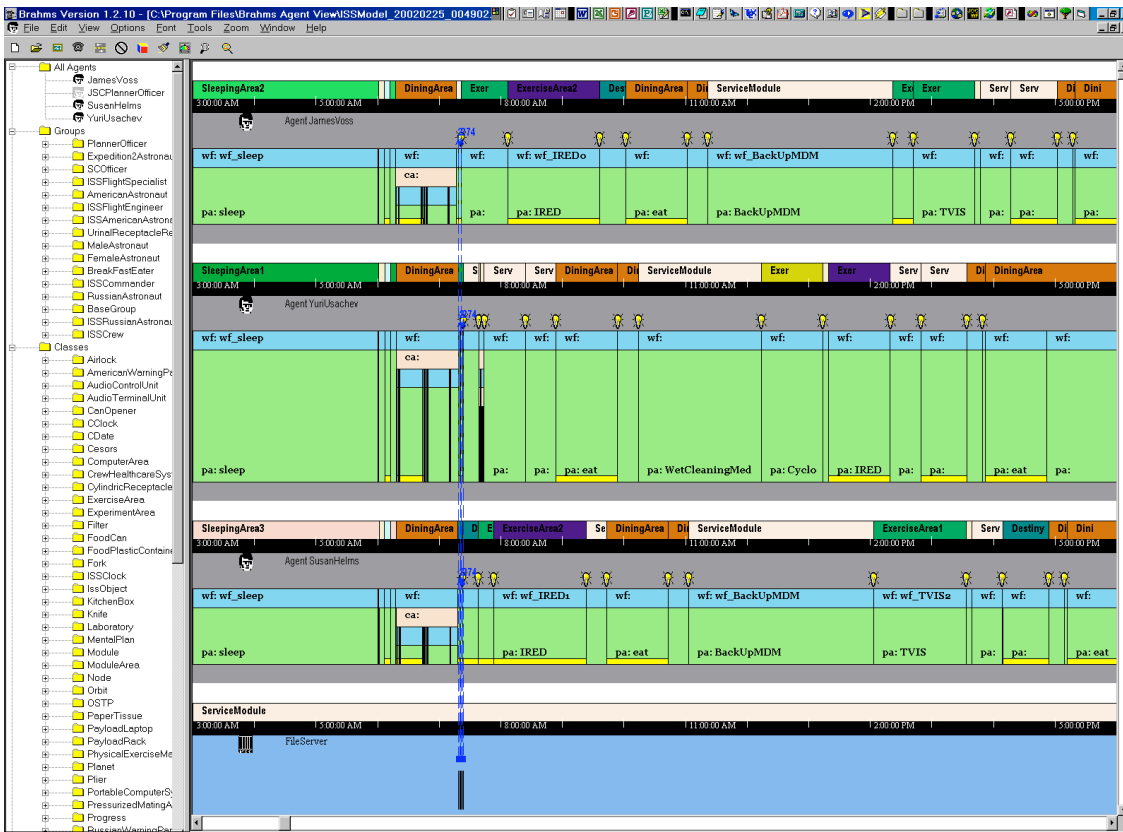 Brahms Version 1.2.10 - [C:\Program Files\Brahms Agent View\ISSModel_20020225_004902
File Edit View Options Font Tools Zoom Window Help
All Agents
JamesVoss
JSCPlannerOfficer
SusanHelms
YuriUsachev
Groups
PlannerOfficer
Expedition2Astronau
SCOfficer
ISSFlightSpecialist
AmericanAstronaut
ISSFlightEngineer
ISSAmericanAstrona
UrinalReceptacleRe
MaleAstronaut
FemaleAstronaut
BreakFastEater
ISSCommander
RussianAstronaut
BaseGroup
ISSRussianAstronau
ISSCrew
Classes
Airlock
AmericanWarningPa
AudioControlUnit
AudioTerminalUnit
CanOpener
CClock
CDate
Cesors
ComputerArea
CrewHealthcareSys
CylindricReceptacle
ExerciseArea
ExperimentArea
Filter
FoodCan
FoodPlasticContaine
Fork
ISSClock
IssObject
KitchenBox
Knife
Laboratory
MentalPlan
Module
ModuleArea
Node
Orbit
OSTP
PaperTissue
PayloadLaptop
PayloadRack
PhysicalExerciseMe
Planet
Plier
PortableComputerSy
PressurizedMatingA
Progress
RussianWarningPan
SleepingArea2 DiningArea Exer ExerciseArea2 Des DiningArea Di ServiceModule Ex Exer Serv Serv Di Dini
3:00:00 AM 5:00:00 AM 8:00:00 AM 11:00:00 AM 2:00:00 PM 5:00:00 PM
Agent JamesVoss
974
wf: wf_sleep wf: wf: wf: wf_IRED0 wf: wf: wf_BackUpMDM wf: wf: wf: wf:
ca:
pa: sleep pa: pa: IRED pa: eat pa: BackUpMDM pa: TVIS pa: pa: pa:
SleepingArea1 DiningArea S Serv Serv DiningArea Di ServiceModule Exer Exer Serv Serv Di DiningArea
3:00:00 AM 5:00:00 AM 8:00:00 AM 11:00:00 AM 2:00:00 PM 5:00:00 PM
Agent YuriUsachev
974
wf: wf_sleep wf: wf: wf: wf: wf: wf: wf: wf: wf: wf: wf:
ca:
pa: sleep pa: pa: pa: eat pa: WetCleaningMed pa: Cyclo pa: IRED pa: pa: pa: eat pa:
SleepingArea3 DiningArea D E ExerciseArea2 Se DiningArea Di ServiceModule ExerciseArea1 Serv Destiny Di Dini
3:00:00 AM 5:00:00 AM 8:00:00 AM 11:00:00 AM 2:00:00 PM 5:00:00 PM
Agent SusanHelms
974
wf: wf_sleep wf: wf: wf_IRED1 wf: wf: wf_BackUpMDM wf: wf_TVIS2 wf: wf: wf:
ca:
pa: sleep pa: IRED pa: eat pa: BackUpMDM pa: TVIS pa: pa: pa: eat
ServiceModule
3:00:00 AM 5:00:00 AM 8:00:00 AM 11:00:00 AM 2:00:00 PM 5:00:00 PM
FileServer